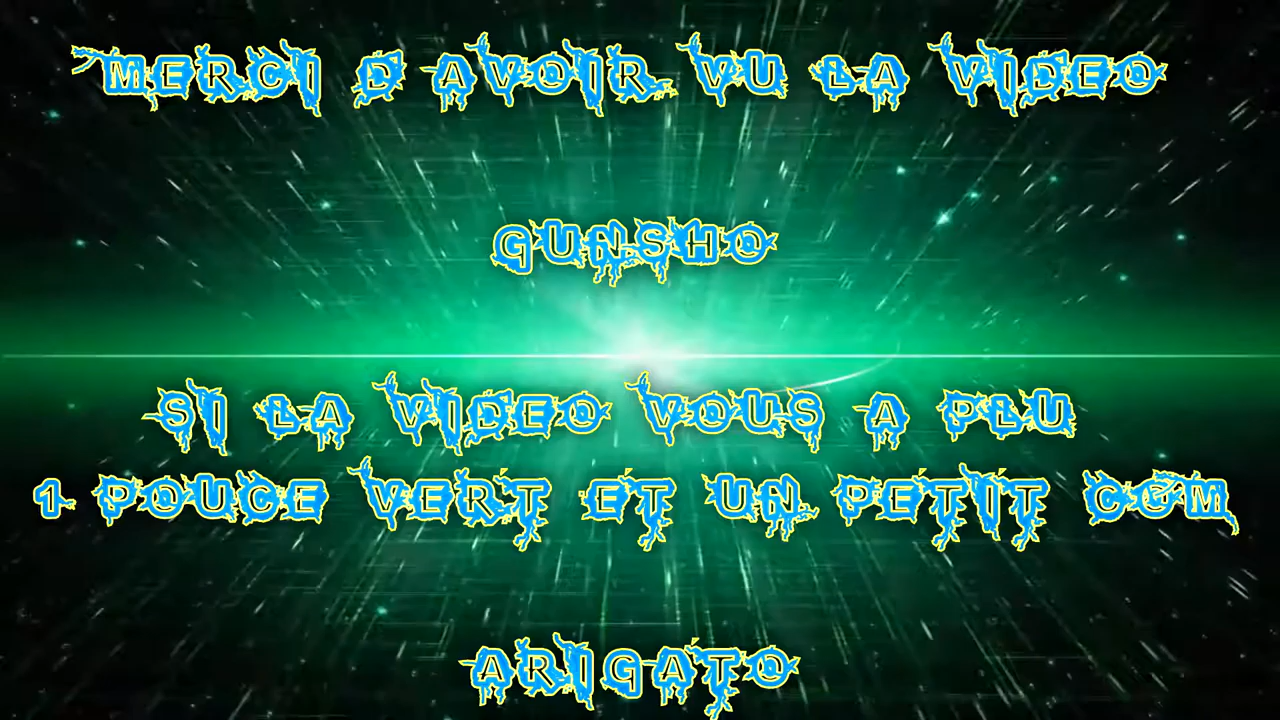 MERCI D AVOIR VU LA VIDEO
GUNSHO
SI LA VIDEO VOUS A PLU
1 POUCE VERT ET UN PETIT COM
ARIGATO